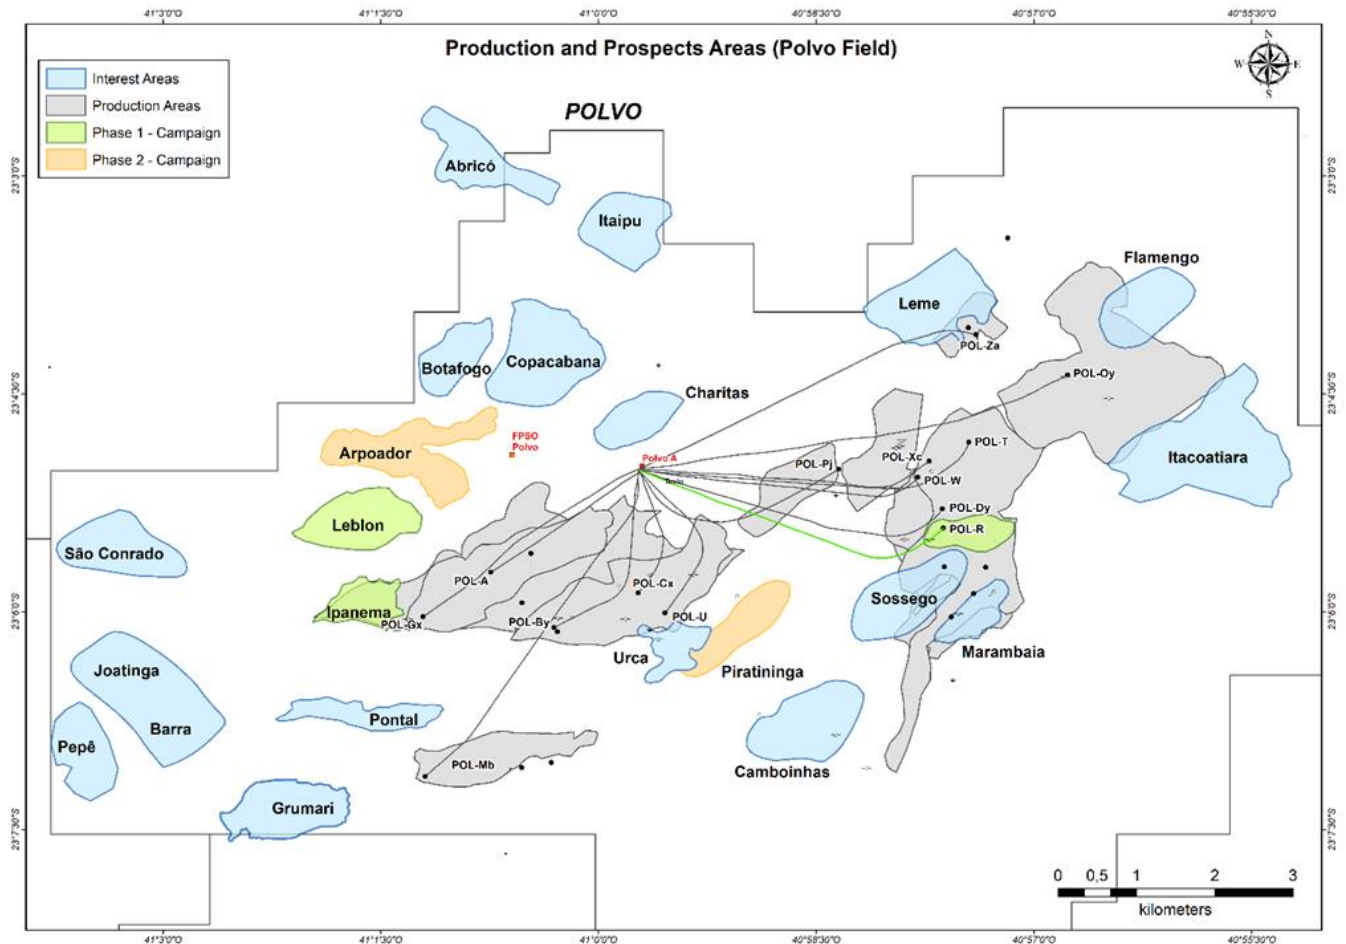 41°3'0"O 41°1'30"O 41°0'0"O 40°58'30"O 40°57'0"O 40°55'30"O
Production and Prospects Areas (Polvo Field)
N
W E
S
Interest Areas
Production Areas
Phase 1 - Campaign
Phase 2 - Campaign
POLVO
Abricó
23°3'0"S 23°3'0"S
Itaipu
Flamengo
Leme
POL-Za
Botafogo
Copacabana
POL-Oy
Charitas
23°4'30"S 23°4'30"S
FPSO
Polvo
Arpoador
POL-T
Polvo A
POL-Pj
POL-Xc
Itacoatiara
POL-W
POL-Dy
Leblon
POL-R
São Conrado
POL-A
POL-Cx
Sossego
Ipanema
POL-Gx
POL-By
POL-U
23°6'0"S 23°6'0"S
Urca
Marambaia
Piratininga
Joatinga
Pontal
Barra
Pepê
POL-Mb
Camboinhas
Grumari
23°7'30"S 23°7'30"S
0 0,5 1 2 3
kilometers
41°3'0"O 41°1'30"O 41°0'0"O 40°58'30"O 40°57'0"O 40°55'30"O